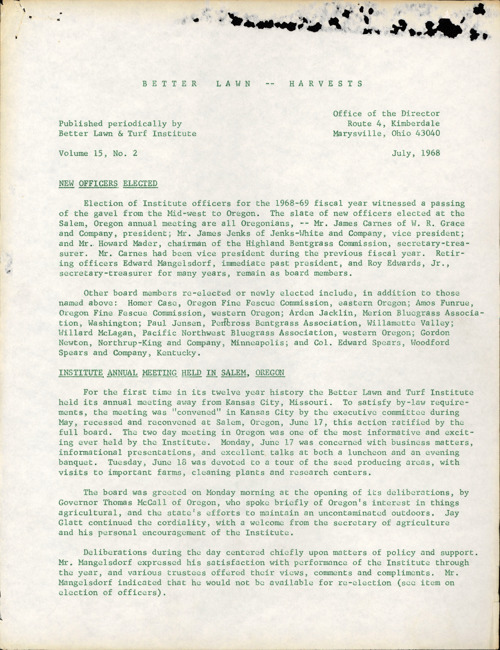 BETTER LAWN -- HARVESTS
Office of the Director
Published periodically by Route 4, Kimberdale
Better Lawn & Turf Institute Marysville, Ohio 43040
Volume 15, No. 2 July, 1968
NEW OFFICERS ELECTED
Election of Institute officers for the 1968-69 fiscal year witnessed a passing
of the gavel from the Mid-west to Oregon. The slate of new officers elected at the
Salem, Oregon annual meeting are all Oregonians, -- Mr. James Carnes of W. R. Grace
and Company, president; Mr. James Jenks of Jenks-White and Company, vice president;
and Mr. Howard Mader, chairman of the Highland Bentgrass Commission, secretary-trea-
surer. Mr. Carnes had been vice president during the previous fiscal year. Retir-
ing officers Edward Mangelsdorf, immediate past president, and Roy Edwards, Jr.,
secretary-treasurer for many years, remain as board members.
Other board members re-elected or newly elected include, in addition to those
named above: Homer Case, Oregon Fine Fescue Commission, eastern Oregon; Amos Funrue,
Oregon Fine Fescue Commission, western Oregon; Arden Jacklin, Merion Bluegrass Associa-
tion, Washington; Paul Jensen, Penncross Bentgrass Association, Willamette Valley;
Willard McLagan, Pacific Northwest Bluegrass Association, western Oregon; Gordon
Newton, Northrup-King and Company, Minneapolis; and Col. Edward Spears, Woodford
Spears and Company, Kentucky.
INSTITUTE ANNUAL MEETING HELD IN SALEM, OREGON
For the first time in its twelve year history the Better Lawn and Turf Institute
held its annual meeting away from Kansas City, Missouri. To satisfy by-law require-
ments, the meeting was "convened" in Kansas City by the executive committee during
May, recessed and reconvened at Salem, Oregon, June 17, this action ratified by the
full board. The two day meeting in Oregon was one of the most informative and excit-
ing ever held by the Institute. Monday, June 17 was concerned with business matters,
informational presentations, and excellent talks at both a luncheon and an evening
banquet. Tuesday, June 18 was devoted to a tour of the seed producing areas, with
visits to important farms, cleaning plants and research centers.
The board was greeted on Monday morning at the opening of its deliberations, by
Governor Thomas McCall of Oregon, who spoke briefly of Oregon's interest in things
agricultural, and the state's efforts to maintain an uncontaminated outdoors. Jay
Glatt continued the cordiality, with a welcome from the secretary of agriculture
and his personal encouragement of the Institute.
Deliberations during the day centered chiefly upon matters of policy and support.
Mr. Mangelsdorf expressed his satisfaction with performance of the Institute through
the year, and various trustees offered their views, comments and compliments. Mr.
Mangelsdorf indicated that he would not be available for re-election (see item on
election of officers).